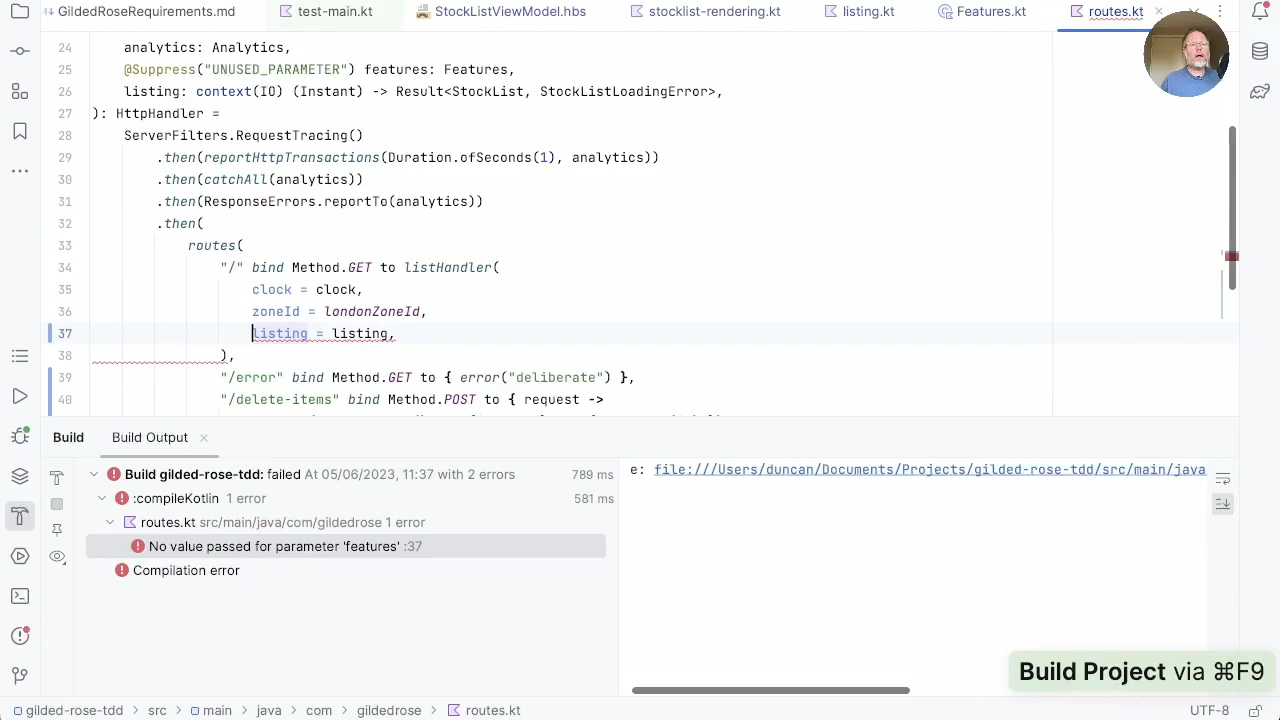 GildedRoseRequirements.md
test-main.kt
StockListViewModel.hbs
stocklist-rendering.kt
listing.kt
Features.kt
routes.kt
24 analytics: Analytics,
25 @Suppress("UNUSED_PARAMETER") features: Features,
26 listing: context(IO) (Instant) -> Result<StockList, StockListLoadingError>,
27 ): HttpHandler =
28 ServerFilters.RequestTracing()
29 .then(reportHttpTransactions(Duration.ofSeconds(1), analytics))
30 .then(catchAll(analytics))
31 .then(ResponseErrors.reportTo(analytics))
32 .then(
33 routes(
34 "/" bind Method.GET to listHandler(
35 clock = clock,
36 zoneId = londonZoneId,
37 listing = listing,
38 ),
39 "/error" bind Method.GET to { error("deliberate") },
40 "/delete-items" bind Method.POST to { request ->
Build
Build Output
Build gilded-rose-tdd: failed At 05/06/2023, 11:37 with 2 errors 789 ms
:compileKotlin 1 error 581 ms
routes.kt src/main/java/com/gildedrose 1 error
No value passed for parameter 'features' :37
Compilation error
e: file:///Users/duncan/Documents/Projects/gilded-rose-tdd/src/main/java
Build Project via ⌘F9
gilded-rose-tdd > src > main > java > com > gildedrose > routes.kt
UTF-8